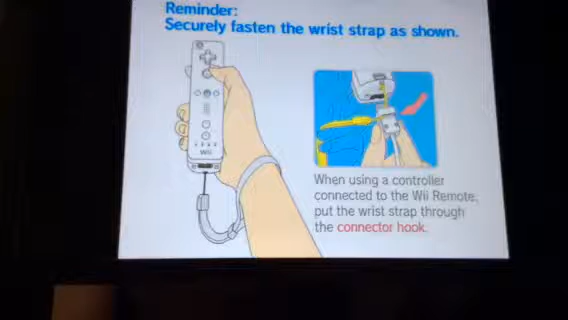 Reminder:
Securely fasten the wrist strap as shown.
Wii
When using a controller
connected to the Wii Remote,
put the wrist strap through
the connector hook.